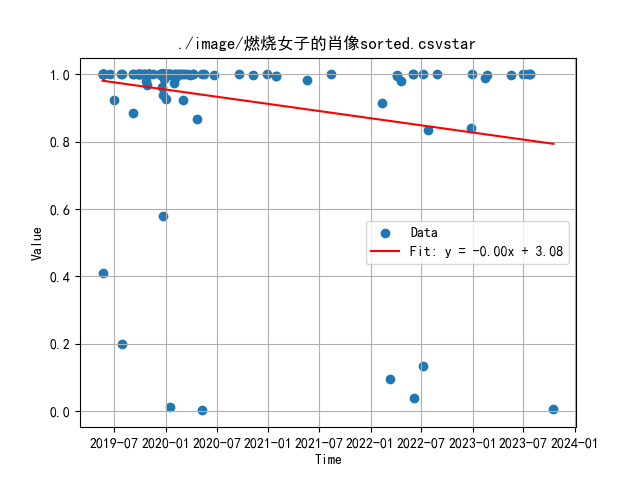 ./image/燃烧女子的肖像sorted.csvstar
1.0
0.8
0.6
0.4
0.2
0.0
Value
Data
Fit: y = -0.00x + 3.08
2019-07 2020-01 2020-07 2021-01 2021-07 2022-01 2022-07 2023-01 2023-07 2024-01
Time